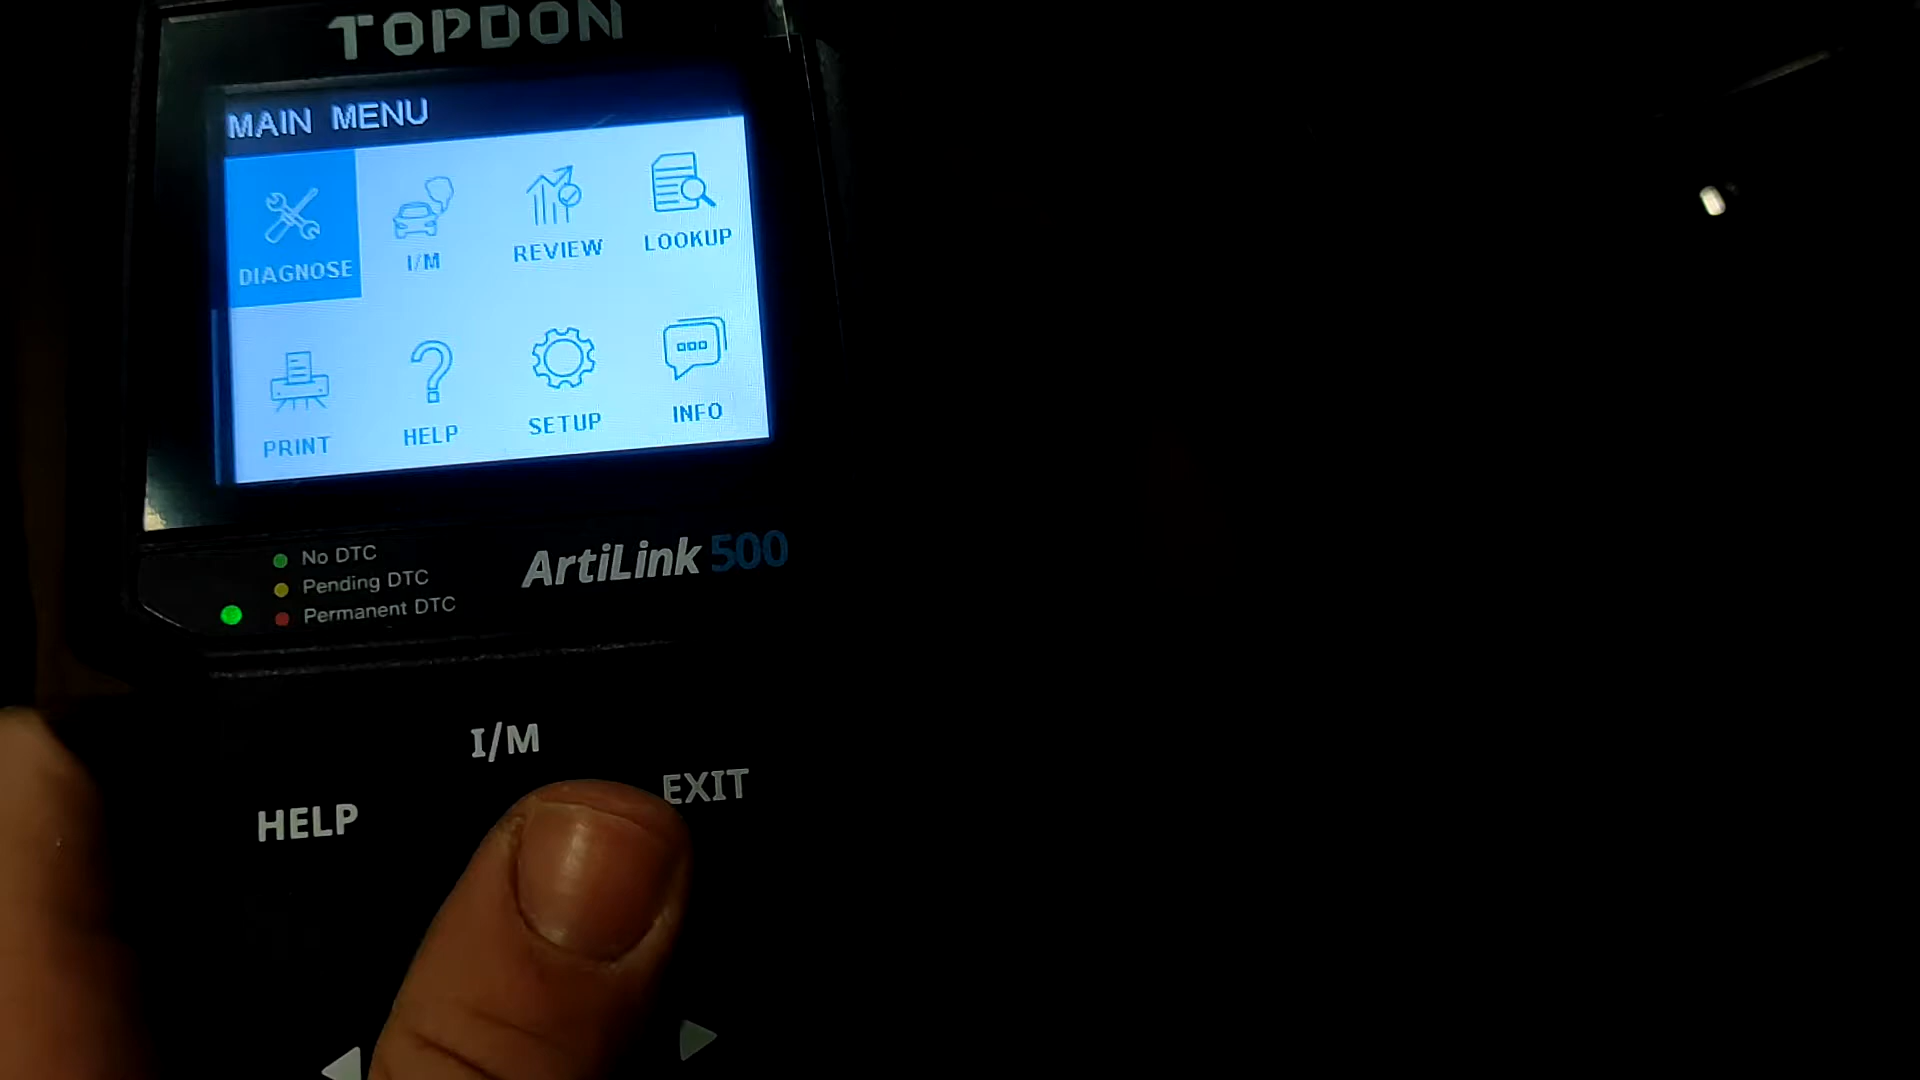 TOPDON
MAIN MENU
DIAGNOSE
I/M
REVIEW
LOOKUP
PRINT
HELP
SETUP
INFO
No DTC
Pending DTC
Permanent DTC
ArtiLink 500
I/M
HELP
EXIT